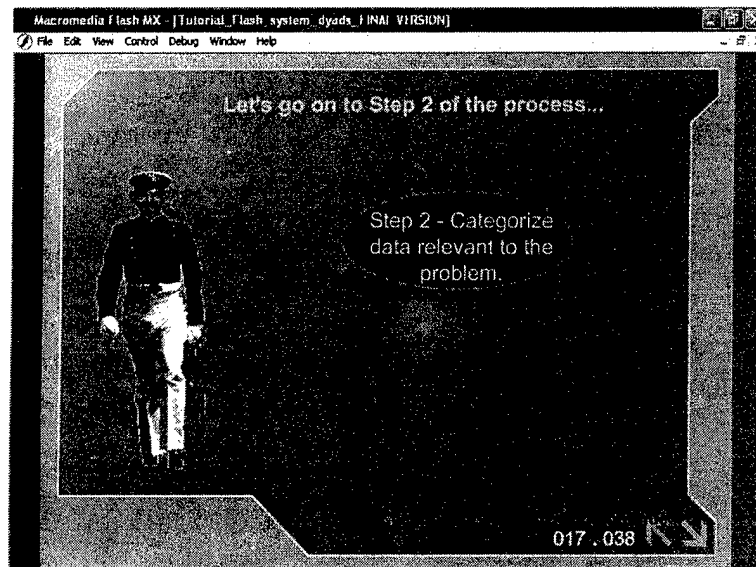 Macromedia Flash MX - [Tutorial_Flash_system_dyads_FINAL VERSION]
File Edit View Control Debug Window Help
Let's go on to Step 2 of the process...
Step 2 - Categorize
data relevant to the
problem.
017 . 038